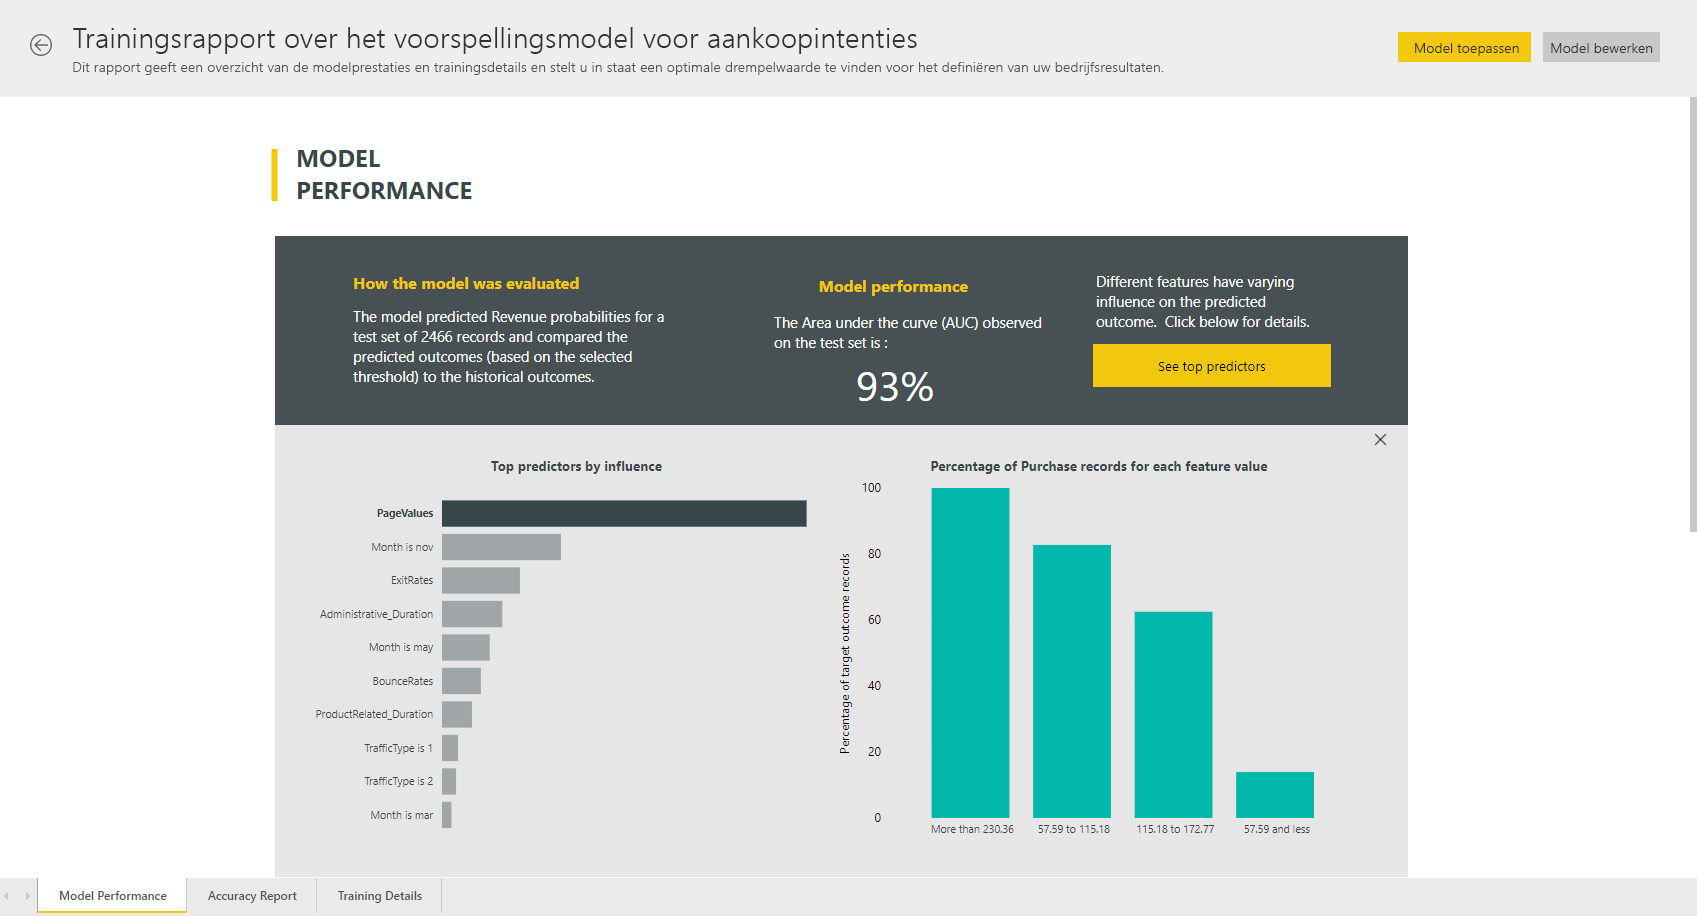 Trainingsrapport over het voorspellingsmodel voor aankoopintenties
Dit rapport geeft een overzicht van de modelprestaties en trainingsdetails en stelt u in staat een optimale drempelwaarde te vinden voor het definiëren van uw bedrijfsresultaten.
Model toepassen
Model bewerken
MODEL
PERFORMANCE
How the model was evaluated
The model predicted Revenue probabilities for a
test set of 2466 records and compared the
predicted outcomes (based on the selected
threshold) to the historical outcomes.
Model performance
The Area under the curve (AUC) observed
on the test set is :
93%
Different features have varying
influence on the predicted
outcome. Click below for details.
See top predictors
Top predictors by influence
PageValues
Month is nov
ExitRates
Administrative_Duration
Month is may
BounceRates
ProductRelated_Duration
TrafficType is 1
TrafficType is 2
Month is mar
Percentage of Purchase records for each feature value
Percentage of target outcome records
100
80
60
40
20
0
More than 230.36
57.59 to 115.18
115.18 to 172.77
57.59 and less
Model Performance
Accuracy Report
Training Details